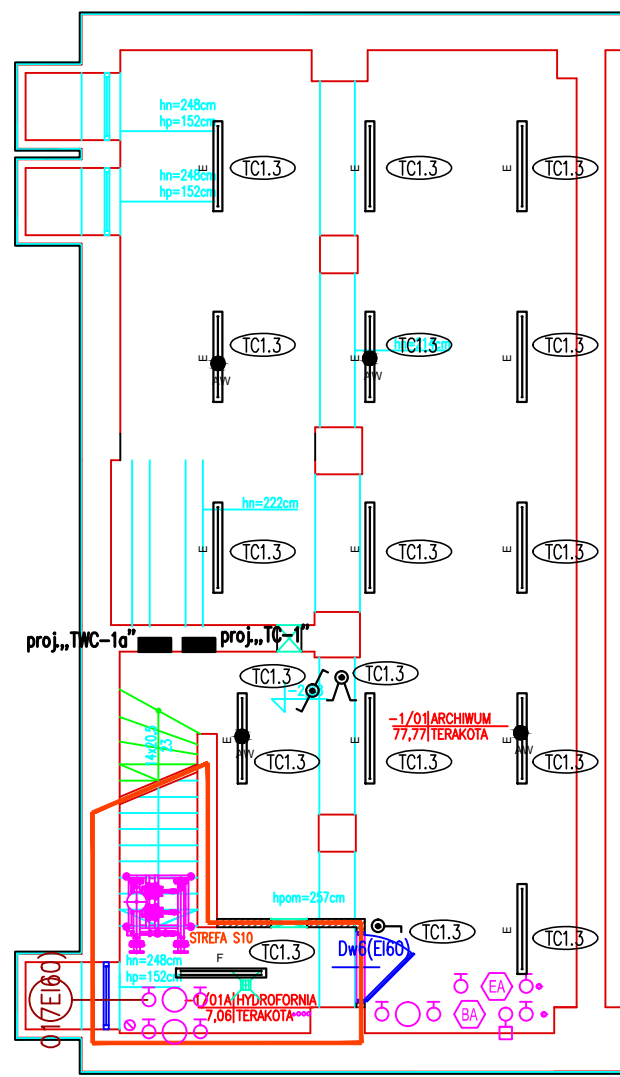 hn=248cm
hp=152cm
E
TC1.3
E
TC1.3
E
TC1.3
hn=248cm
hp=152cm
E
TC1.3
AW
E
TC1.3
AW
E
TC1.3
hn=222cm
E
TC1.3
E
TC1.3
E
TC1.3
proj.„TWC-1a”
proj.„TC-1”
TC1.3
TC1.3
-1/01|ARCHIWUM
77,77|TERAKOTA
14x20,5
23
E
AW
TC1.3
E
TC1.3
E
AW
TC1.3
hpom=257cm
E
TC1.3
TC1.3
STREFA S10
Dw6(EI60)
F
TC1.3
hn=248cm
hp=152cm
-1/01A|HYDROFORNIA
7,06|TERAKOTA
EA
BA